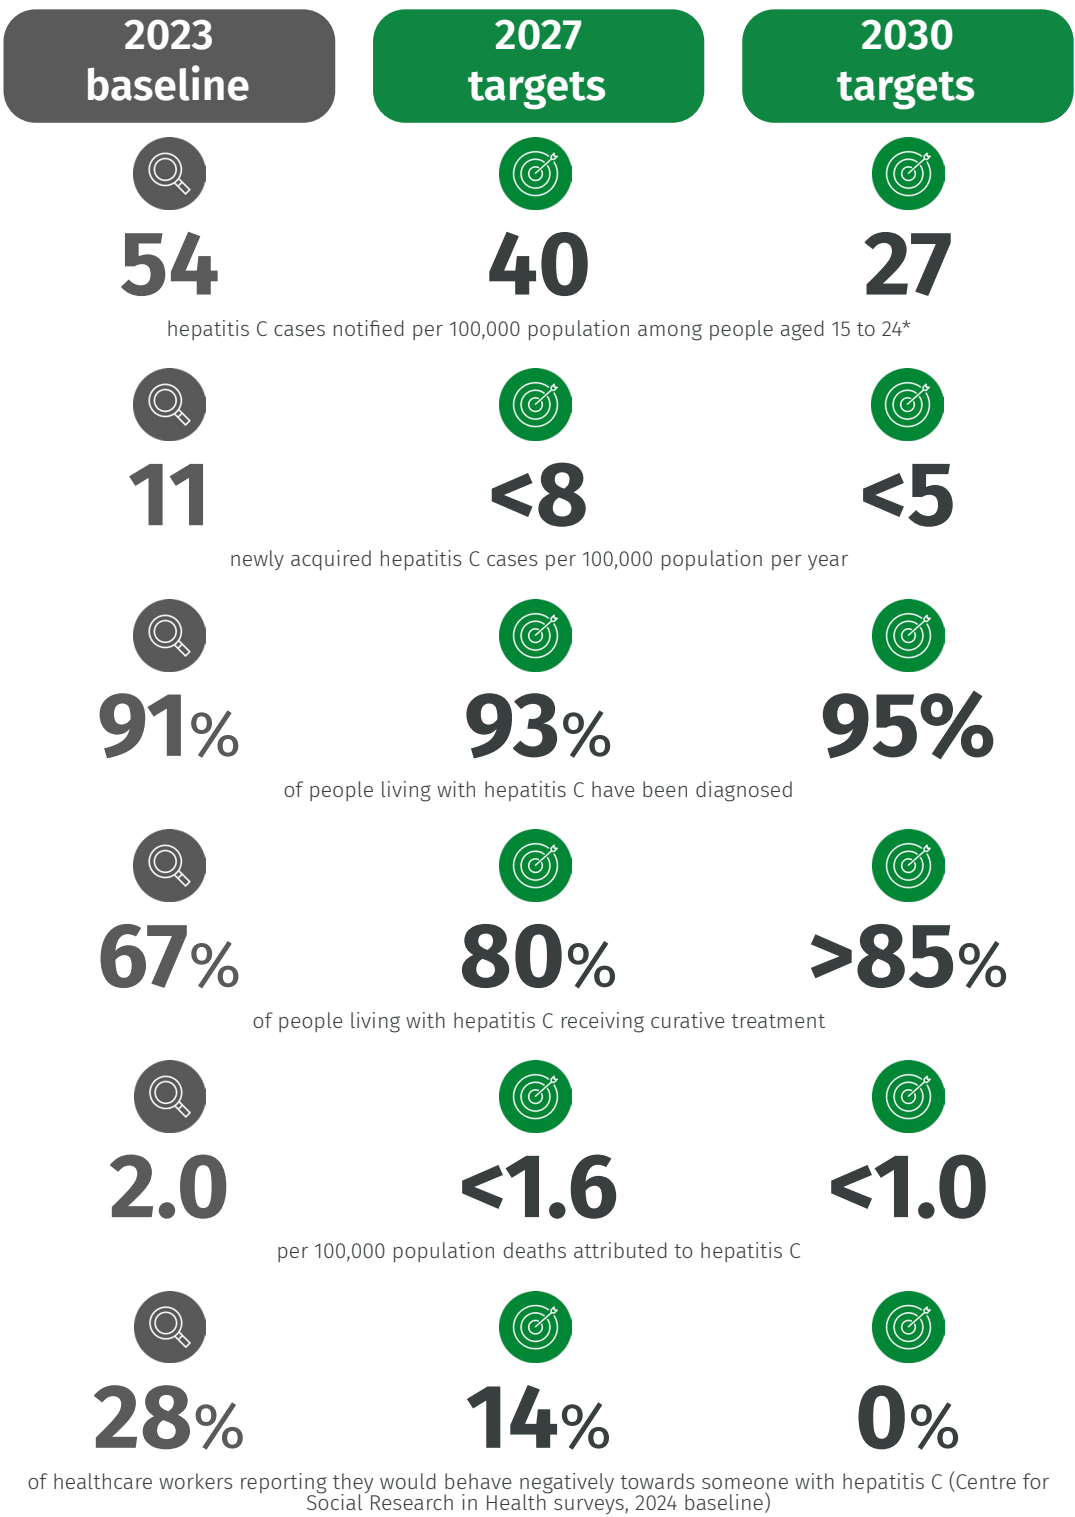 2023
baseline
2027
targets
2030
targets
54
40
27
hepatitis C cases notified per 100,000 population among people aged 15 to 24*
11
<8
<5
newly acquired hepatitis C cases per 100,000 population per year
91%
93%
95%
of people living with hepatitis C have been diagnosed
67%
80%
>85%
of people living with hepatitis C receiving curative treatment
2.0
<1.6
<1.0
per 100,000 population deaths attributed to hepatitis C
28%
14%
0%
of healthcare workers reporting they would behave negatively towards someone with hepatitis C (Centre for
Social Research in Health surveys, 2024 baseline)